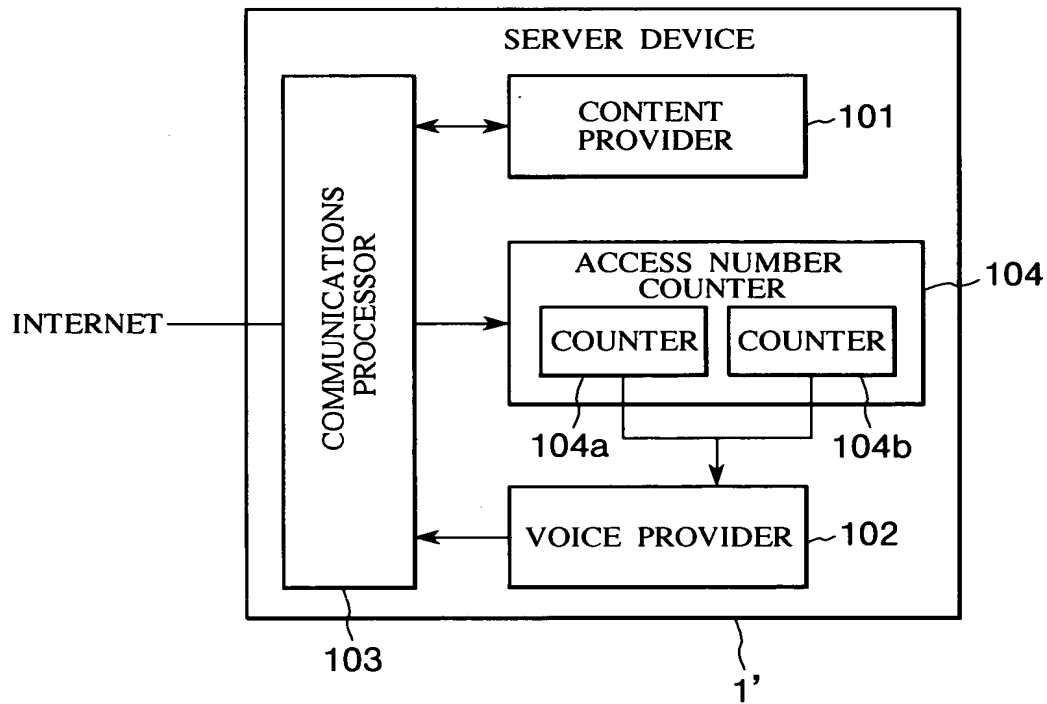 SERVER DEVICE
CONTENT
PROVIDER
101
COMMUNICATIONS
PROCESSOR
ACCESS NUMBER
COUNTER
104
INTERNET
COUNTER
COUNTER
104a
104b
VOICE PROVIDER
102
103
1'